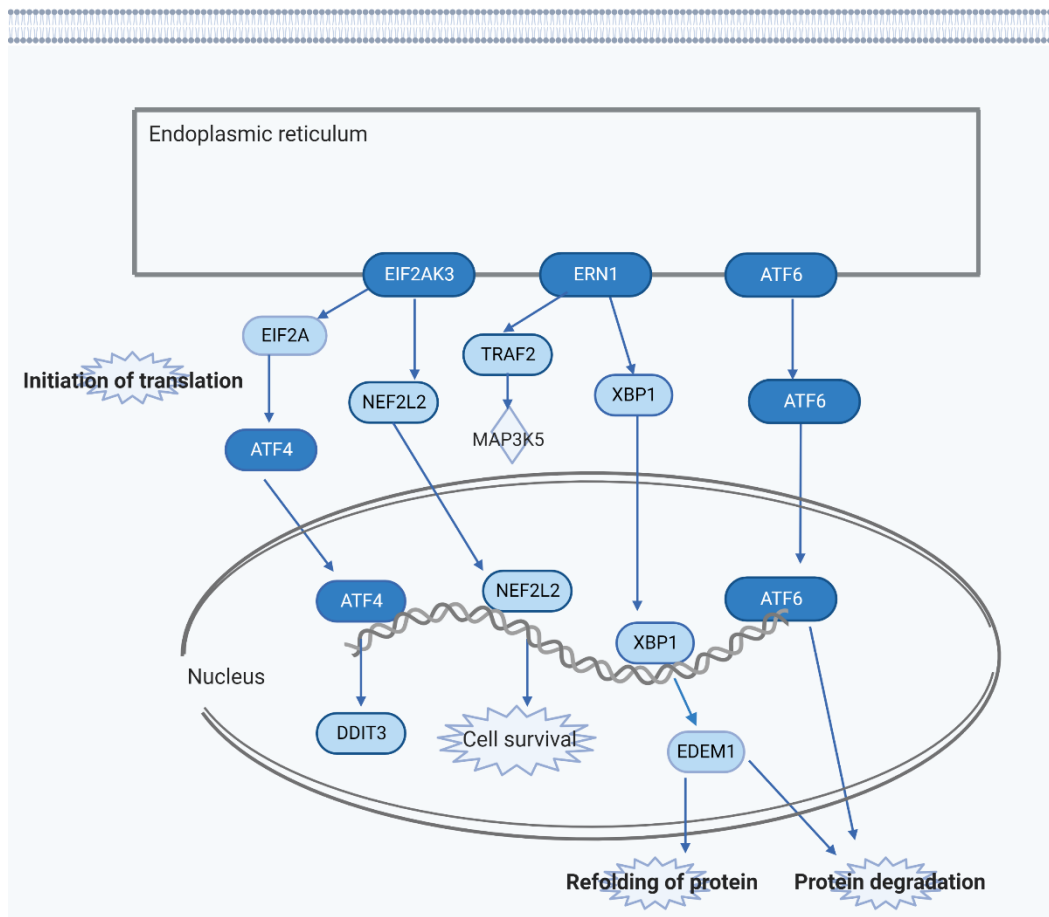 Endoplasmic reticulum
EIF2AK3
ERN1
ATF6
EIF2A
TRAF2
Initiation of translation
NEF2L2
XBP1
ATF6
ATF4
MAP3K5
ATF4
NEF2L2
ATF6
XBP1
Nucleus
DDIT3
Cell survival
EDEM1
Refolding of protein
Protein degradation